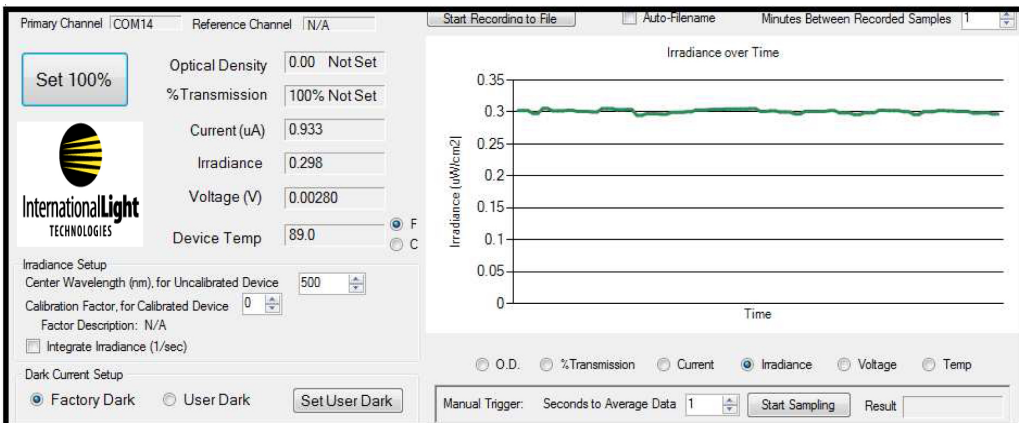 Primary Channel COM14 Reference Channel N/A
Start Recording to File Auto-Filename Minutes Between Recorded Samples 1
Set 100%
Optical Density 0.00 Not Set
%Transmission 100% Not Set
Current (uA) 0.933
Irradiance 0.298
Voltage (V) 0.00280
Device Temp 89.0
F
C
InternationalLight
TECHNOLOGIES
Irradiance Setup
Center Wavelength (nm), for Uncalibrated Device 500
Calibration Factor, for Calibrated Device 0
Factor Description: N/A
Integrate Irradiance (1/sec)
Dark Current Setup
Factory Dark User Dark Set User Dark
Irradiance over Time
Irradiance (uW/cm2)
0.35
0.3
0.25
0.2
0.15
0.1
0.05
0
Time
O.D. %Transmission Current Irradiance Voltage Temp
Manual Trigger: Seconds to Average Data 1 Start Sampling Result